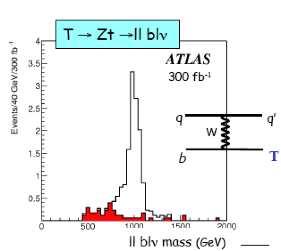 T → Zt → ll blν
ATLAS
300 fb⁻¹
Events/40 GeV/300 fb⁻¹
4
3.5
3
2.5
2
1.5
1
0.5
0
0 500 1000 1500 2000
q q'
W
b T
ll blν mass (GeV)